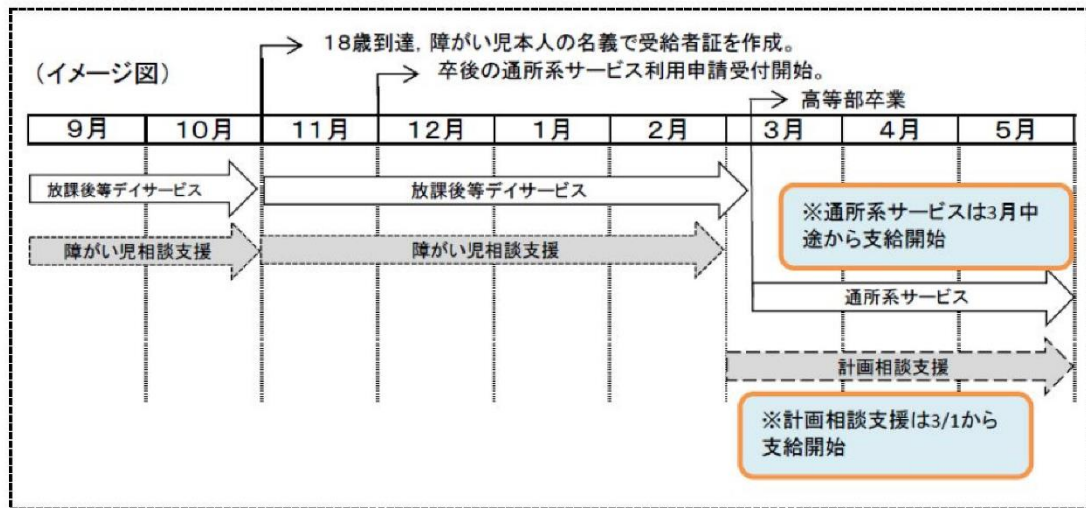 18歳到達，障がい児本人の名義で受給者証を作成。
（イメージ図）
卒後の通所系サービス利用申請受付開始。
高等部卒業
9月 10月 11月 12月 1月 2月 3月 4月 5月
放課後等デイサービス 放課後等デイサービス
※通所系サービスは3月中
途から支給開始
障がい児相談支援 障がい児相談支援
通所系サービス
計画相談支援
※計画相談支援は3/1から
支給開始